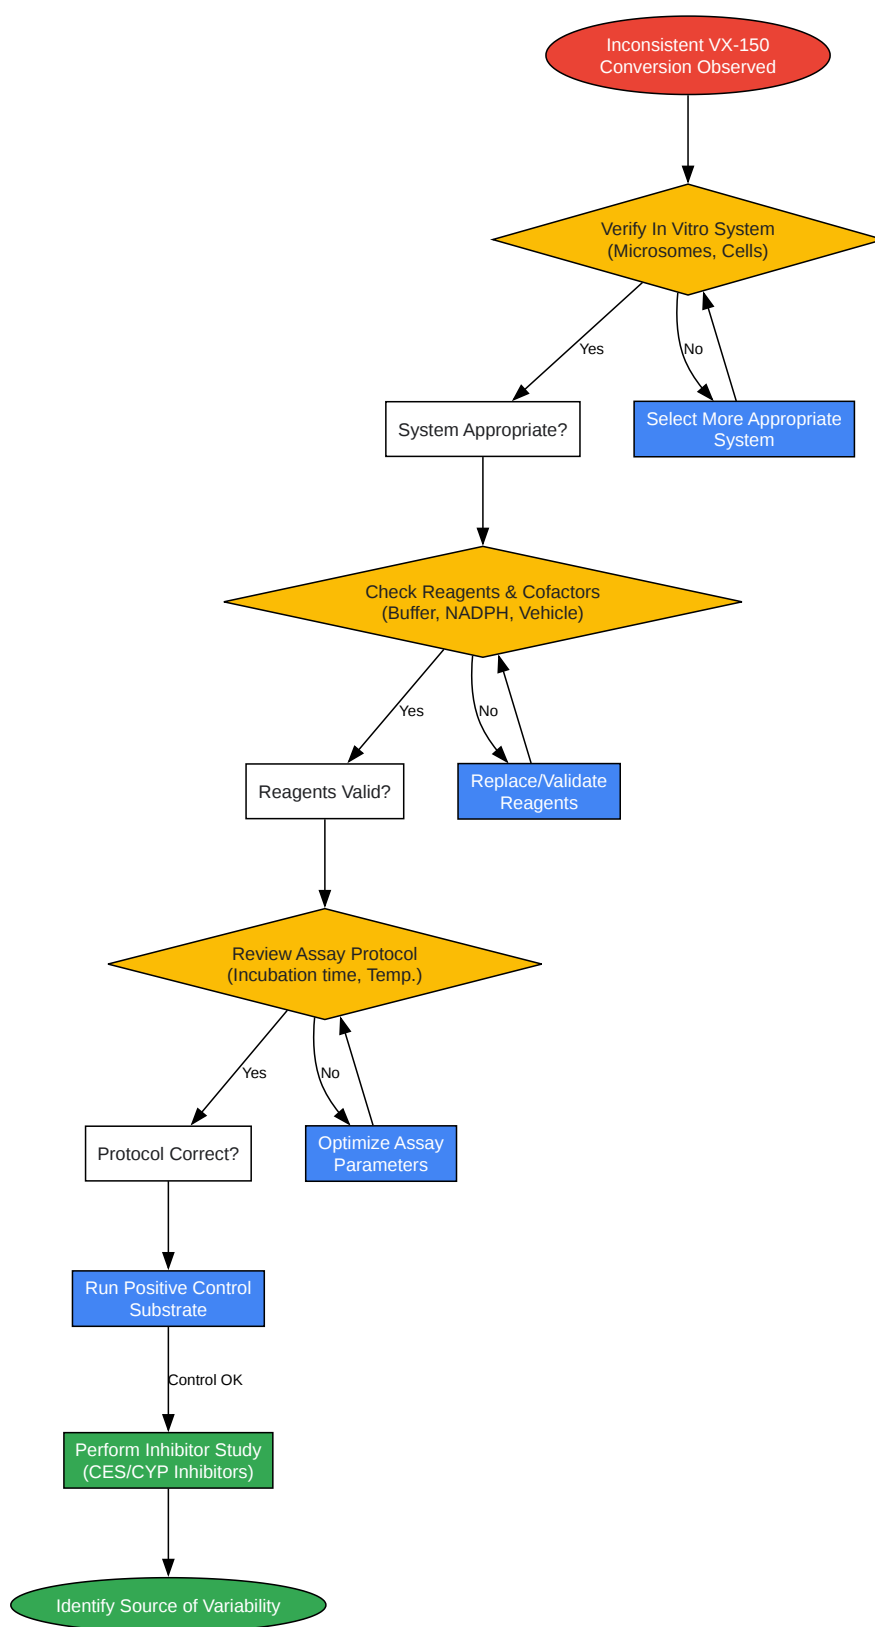 Inconsistent VX-150
Conversion Observed
Verify In Vitro System
(Microsomes, Cells)
Yes
No
System Appropriate?
Select More Appropriate
System
Check Reagents & Cofactors
(Buffer, NADPH, Vehicle)
Yes
No
Reagents Valid?
Replace/Validate
Reagents
Review Assay Protocol
(Incubation time, Temp.)
Yes
No
Protocol Correct?
Optimize Assay
Parameters
Run Positive Control
Substrate
Control OK
Perform Inhibitor Study
(CES/CYP Inhibitors)
Identify Source of Variability